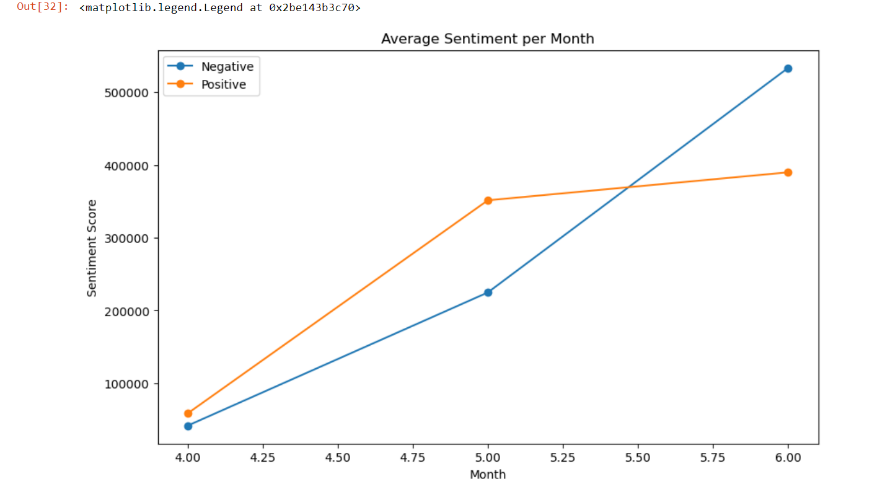 Out[32]: <matplotlib.legend.Legend at 0x2be143b3c70>
Average Sentiment per Month
Negative
Positive
500000
400000
300000
200000
100000
Sentiment Score
4.00 4.25 4.50 4.75 5.00 5.25 5.50 5.75 6.00
Month